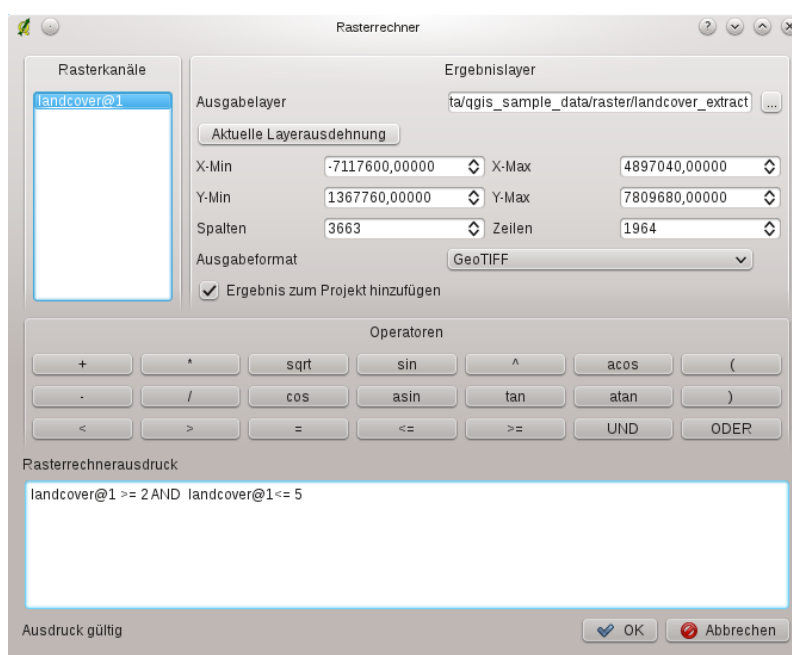 Rasterrechner
Rasterkanäle
landcover@1
Ergebnislayer
Ausgabelayer ta/qgis_sample_data/raster/landcover_extract ...
Aktuelle Layerausdehnung
X-Min -7117600,00000 X-Max 4897040,00000
Y-Min 1367760,00000 Y-Max 7809680,00000
Spalten 3663 Zeilen 1964
Ausgabeformat GeoTIFF
Ergebnis zum Projekt hinzufügen
Operatoren
+ * sqrt sin ^ acos (
- / cos asin tan atan )
< > = <= >= UND ODER
Rasterrechnerausdruck
landcover@1 >= 2 AND landcover@1<= 5
Ausdruck gültig OK Abbrechen